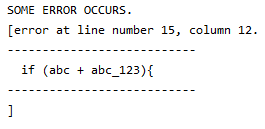 SOME ERROR OCCURS.
[error at line number 15, column 12.
--------------------------
  if (abc + abc_123){
--------------------------
]